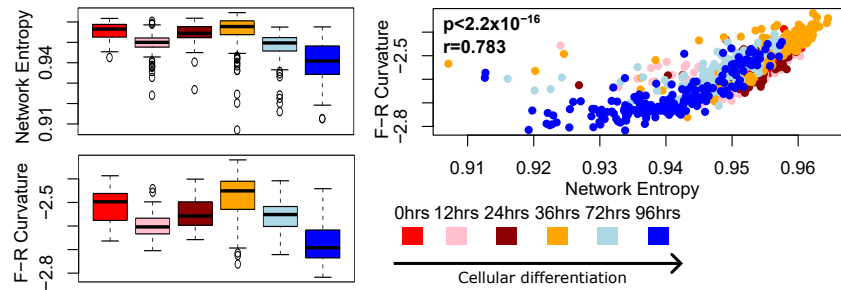 Network Entropy
0.94
0.91
F−R Curvature
−2.5
−2.8
p<2.2x10⁻¹⁶
r=0.783
F−R Curvature
−2.5
−2.8
0.91 0.92 0.93 0.94 0.95 0.96
Network Entropy
0hrs 12hrs 24hrs 36hrs 72hrs 96hrs
Cellular differentiation